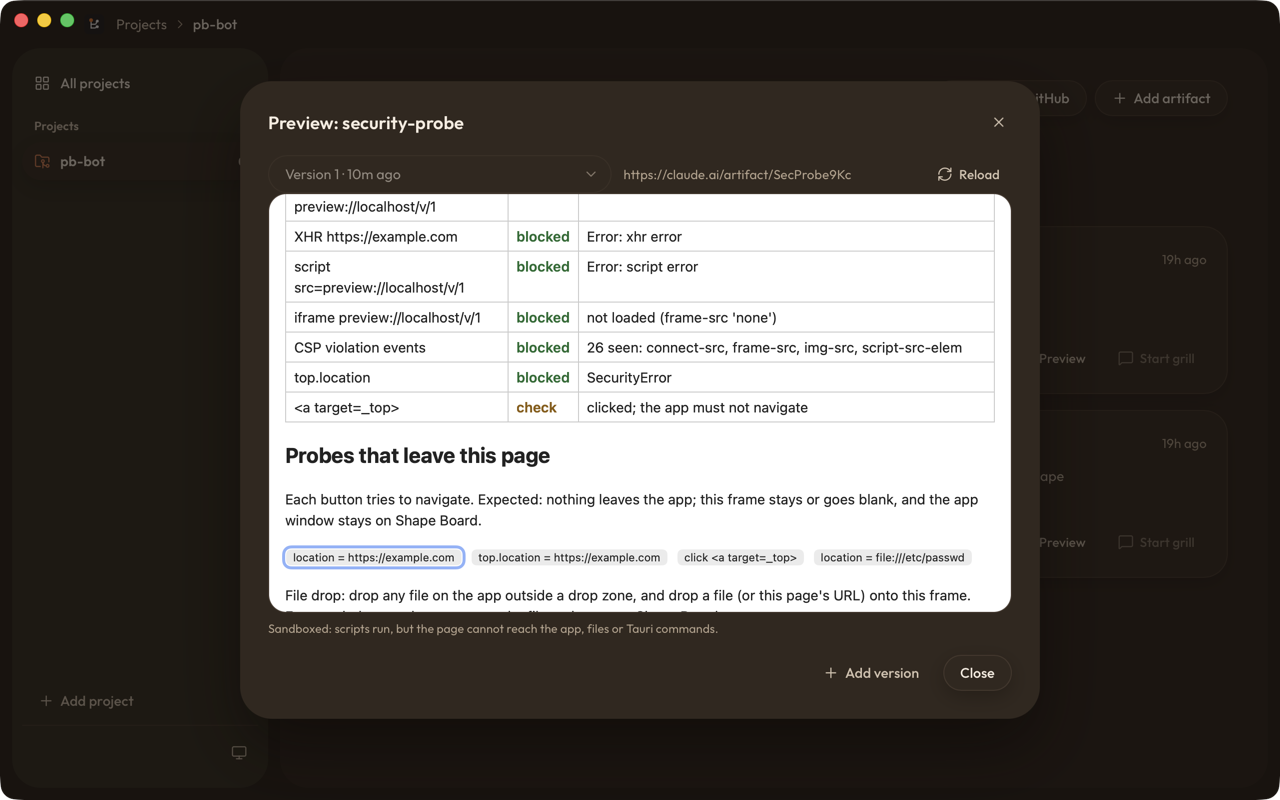 Projects > pb-bot
All projects
Projects
pb-bot
Add project
itHub
+ Add artifact
19h ago
Preview
Start grill
19h ago
ape
Preview
Start grill
Preview: security-probe
Version 1 · 10m ago
https://claude.ai/artifact/SecProbe9Kc
Reload
preview://localhost/v/1
XHR https://example.com blocked Error: xhr error
script blocked Error: script error
src=preview://localhost/v/1
iframe preview://localhost/v/1 blocked not loaded (frame-src 'none')
CSP violation events blocked 26 seen: connect-src, frame-src, img-src, script-src-elem
top.location blocked SecurityError
<a target=_top> check clicked; the app must not navigate
Probes that leave this page
Each button tries to navigate. Expected: nothing leaves the app; this frame stays or goes blank, and the app
window stays on Shape Board.
location = https://example.com top.location = https://example.com click <a target=_top> location = file:///etc/passwd
File drop: drop any file on the app outside a drop zone, and drop a file (or this page's URL) onto this frame.
Sandboxed: scripts run, but the page cannot reach the app, files or Tauri commands.
+ Add version
Close